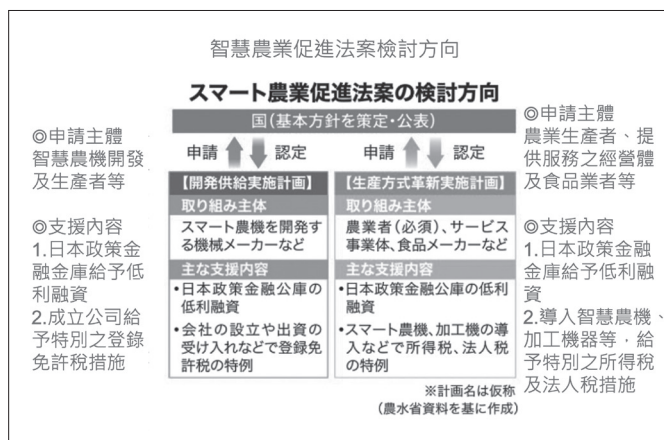 智慧農業促進法案檢討方向
スマート農業促進法案の検討方向
国(基本方針を策定・公表)
申請
認定
申請
認定
◎申請主體
智慧農機開發
及生產者等
◎支援內容
1.日本政策金
融金庫給予低
利融資
2.成立公司給
予特別之登錄
免許稅措施
【開発供給実施計画】
取り組み主体
スマート農機を開発す
る機械メーカーなど
主な支援内容
•日本政策金融公庫の
低利融資
•会社の設立や出資の
受け入れなどで登録免
許税の特例
【生産方式革新実施計画】
取り組み主体
農業者(必須)、サービス
事業体、食品メーカーなど
主な支援内容
•日本政策金融公庫の低利
融資
•スマート農機、加工機の導
入などで所得税、法人税
の特例
※計画名は仮称
(農水省資料を基に作成)
◎申請主體
農業生產者、提
供服務之經營體
及食品業者等
◎支援內容
1.日本政策金融
金庫給予低利融
資
2.導入智慧農機、
加工機器等，給
予特別之所得稅
及法人稅措施